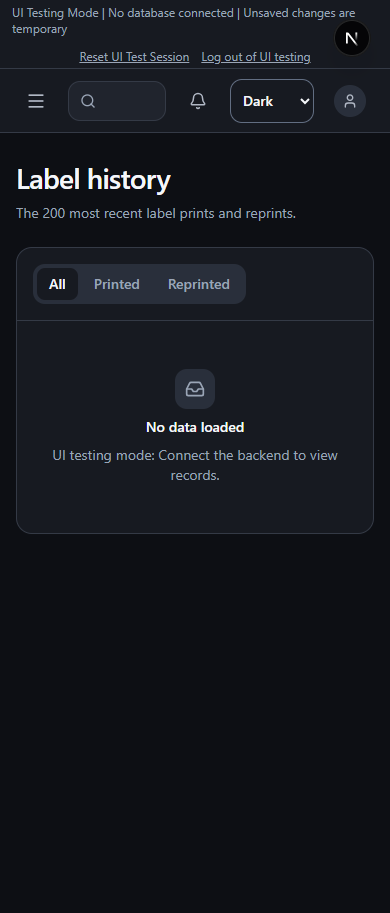 UI Testing Mode | No database connected | Unsaved changes are
temporary
N
Reset UI Test Session Log out of UI testing
Dark
Label history
The 200 most recent label prints and reprints.
All Printed Reprinted
No data loaded
UI testing mode: Connect the backend to view
records.